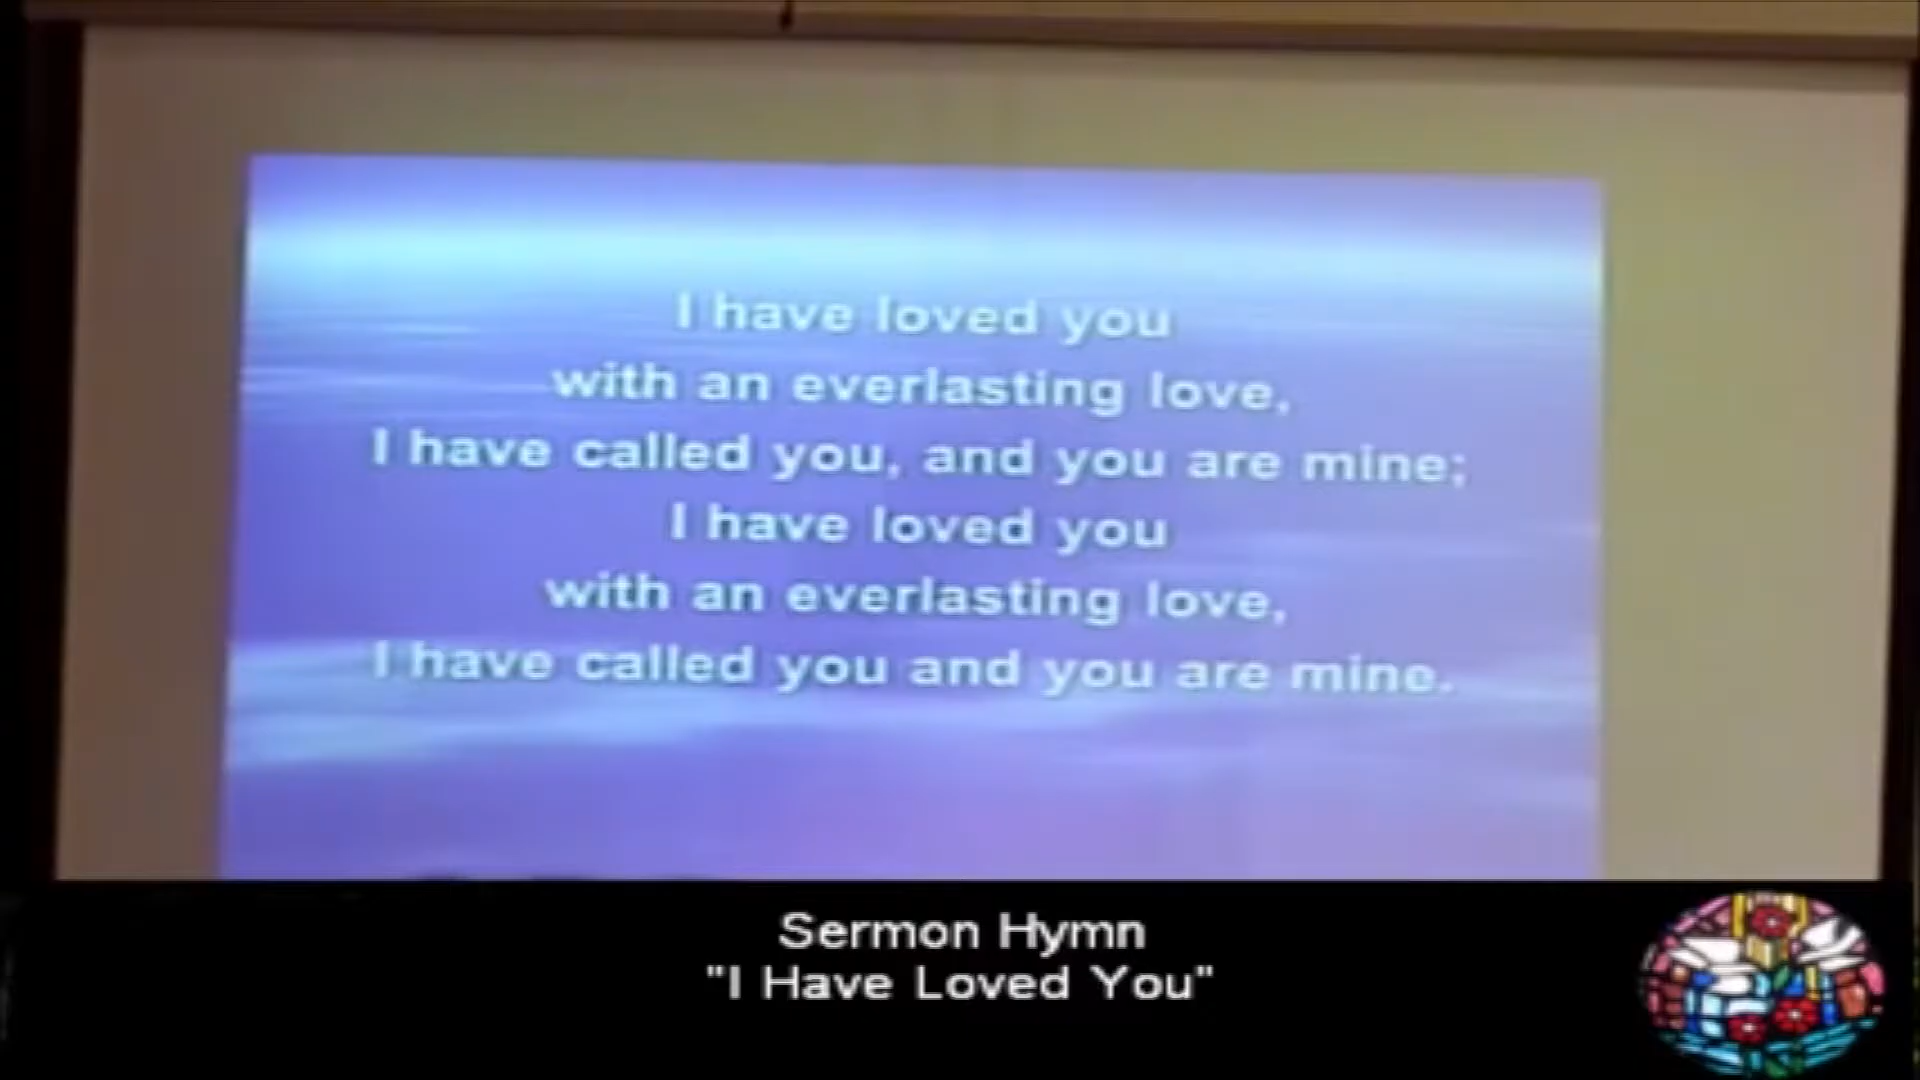 I have loved you
with an everlasting love,
I have called you, and you are mine;
I have loved you
with an everlasting love,
I have called you and you are mine.
Sermon Hymn
"I Have Loved You"